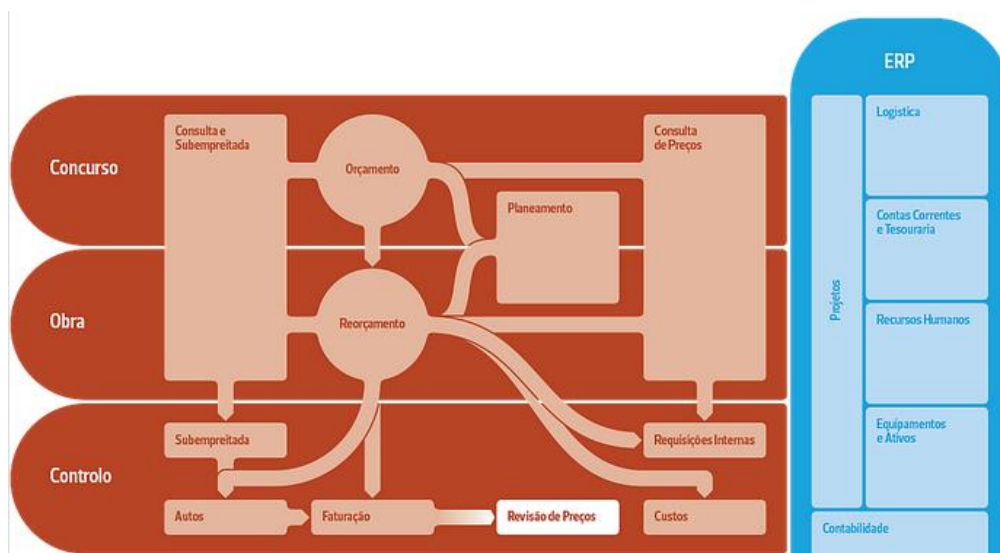 ERP
Concurso
Consulta e
Subempreitada
Orçamento
Consulta
de Preços
Planeamento
Obra
Reorçamento
Controlo
Subempreitada
Requisições Internas
Autos
Faturação
Revisão de Preços
Custos
Projetos
Logística
Contas Correntes
e Tesouraria
Recursos Humanos
Equipamentos
e Ativos
Contabilidade